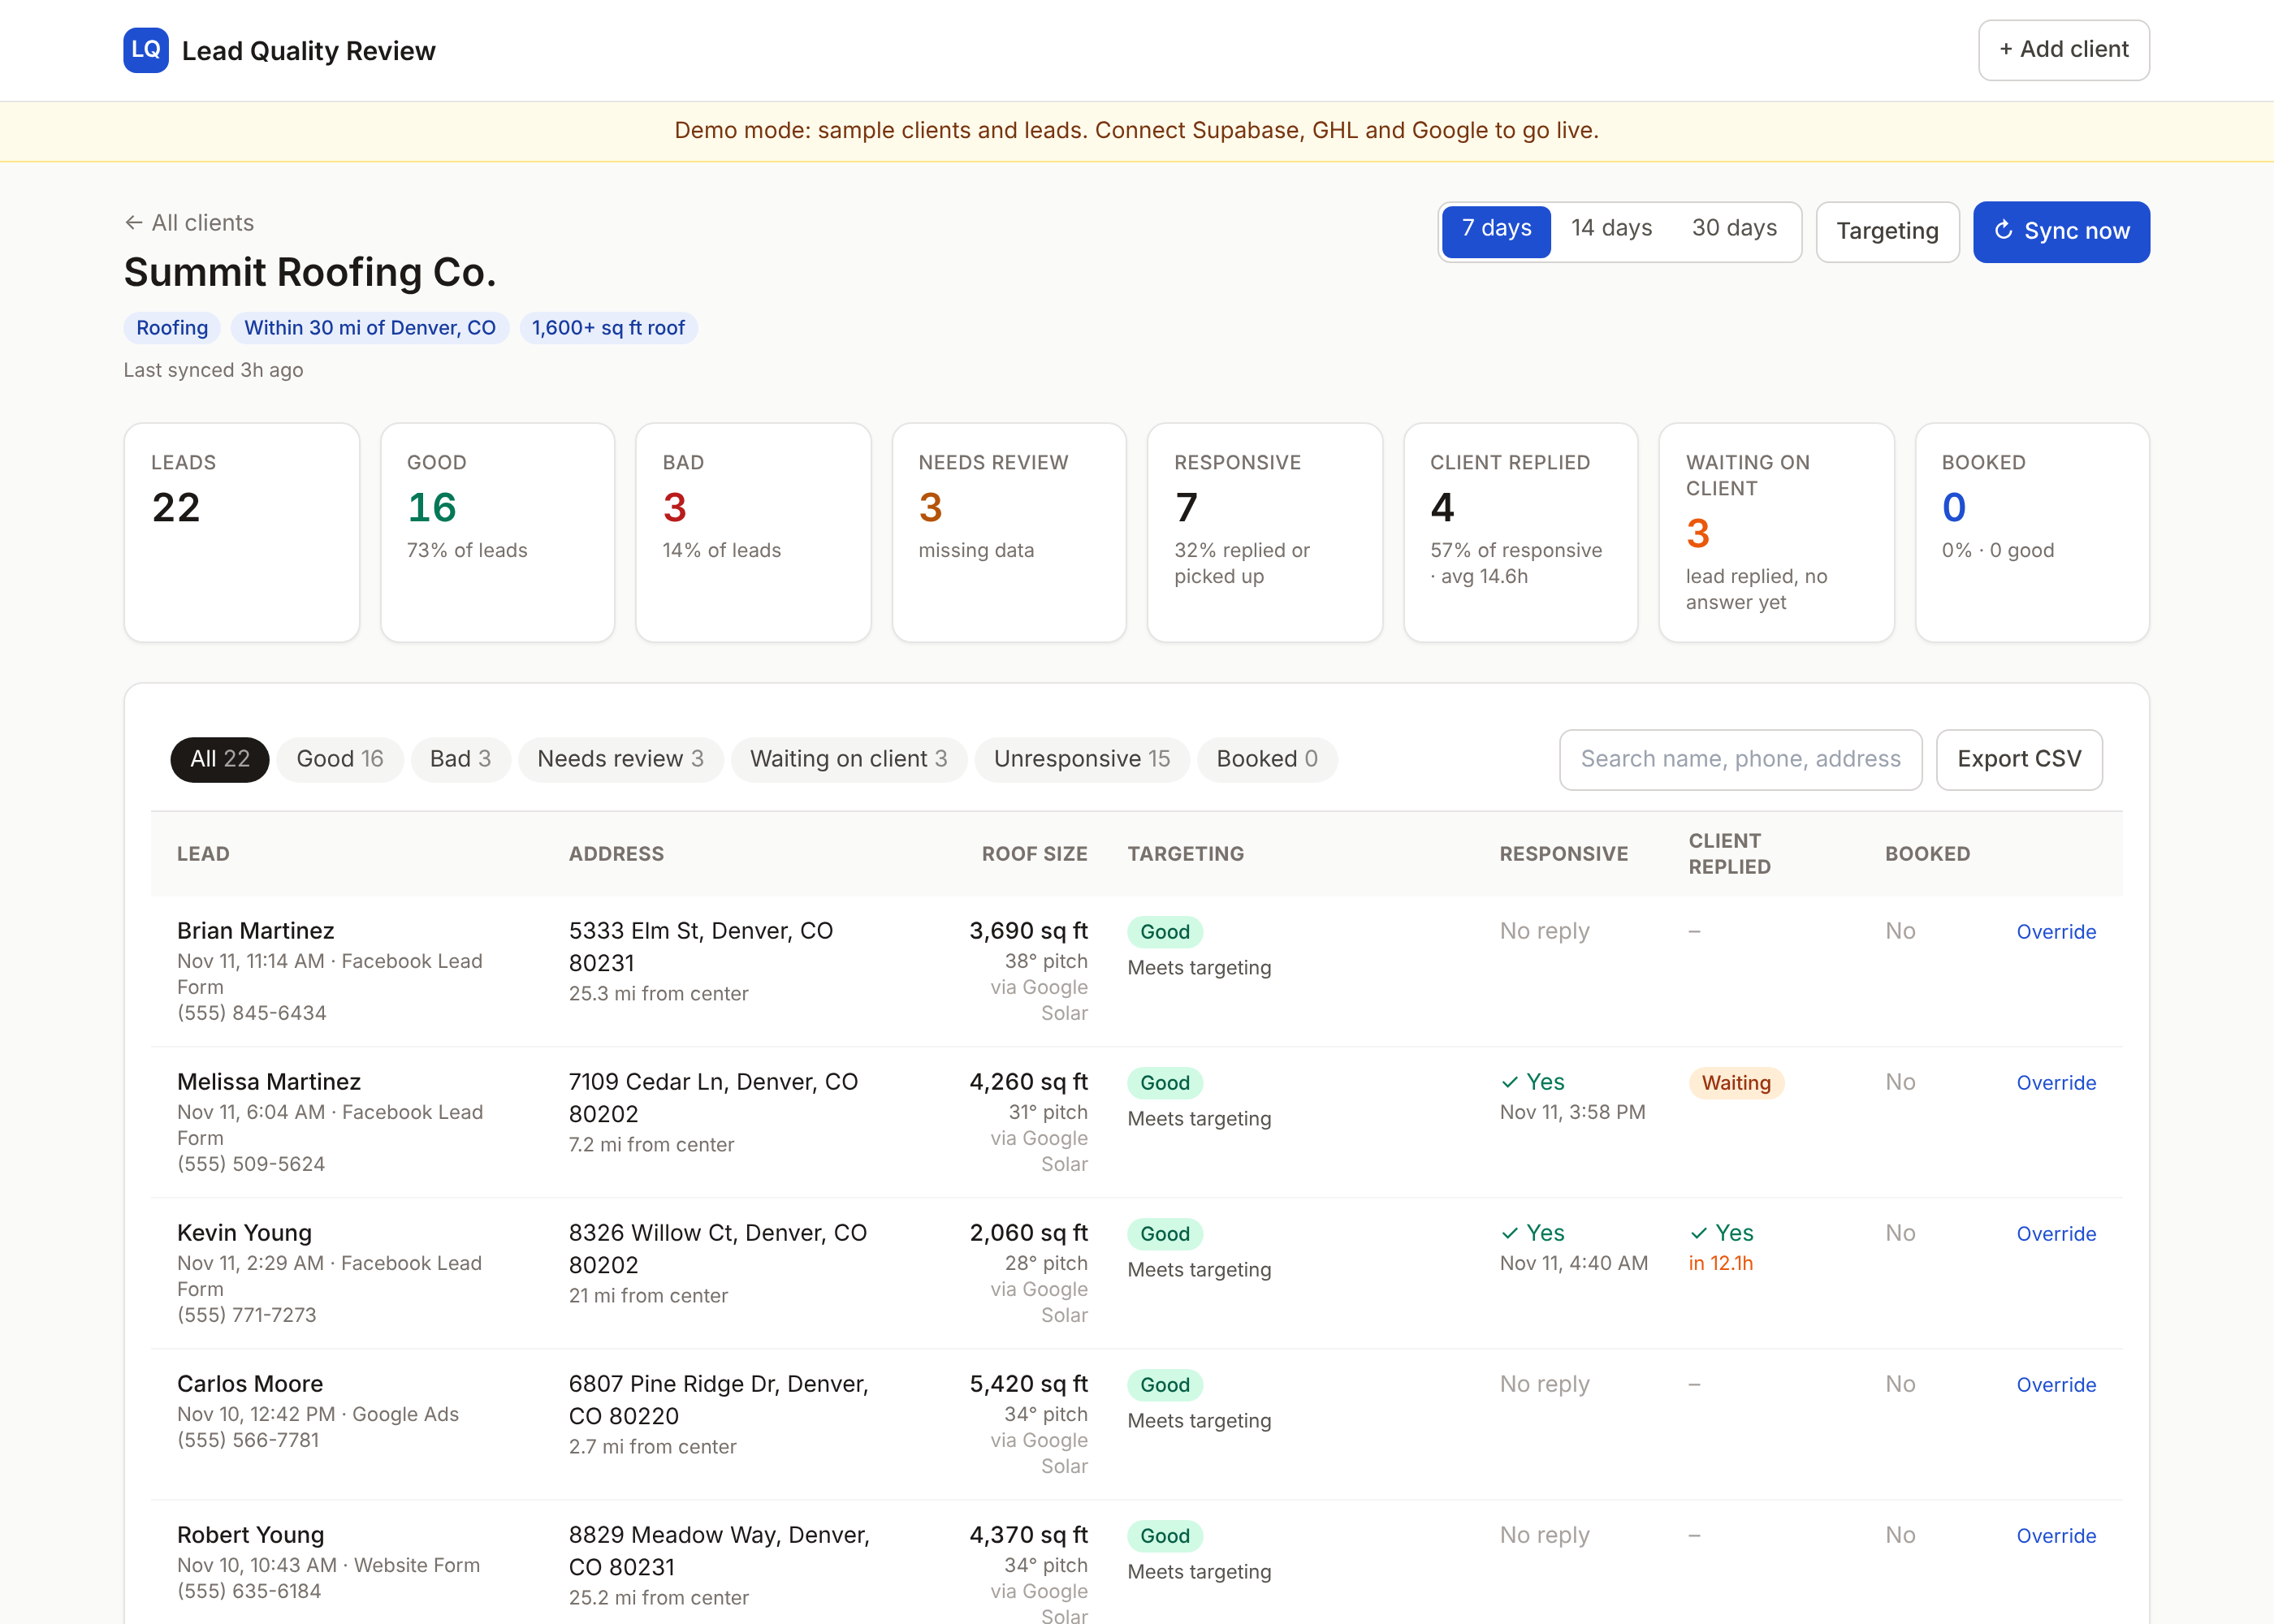 LQ Lead Quality Review
+ Add client
Demo mode: sample clients and leads. Connect Supabase, GHL and Google to go live.
← All clients
7 days 14 days 30 days
Targeting
Sync now
Summit Roofing Co.
Roofing
Within 30 mi of Denver, CO
1,600+ sq ft roof
Last synced 3h ago
LEADS
22
GOOD
16
73% of leads
BAD
3
14% of leads
NEEDS REVIEW
3
missing data
RESPONSIVE
7
32% replied or
picked up
CLIENT REPLIED
4
57% of responsive
· avg 14.6h
WAITING ON
CLIENT
3
lead replied, no
answer yet
BOOKED
0
0% · 0 good
All 22
Good 16
Bad 3
Needs review 3
Waiting on client 3
Unresponsive 15
Booked 0
Search name, phone, address
Export CSV
LEAD
ADDRESS
ROOF SIZE
TARGETING
RESPONSIVE
CLIENT
REPLIED
BOOKED
Brian Martinez
Nov 11, 11:14 AM · Facebook Lead
Form
(555) 845-6434
5333 Elm St, Denver, CO
80231
25.3 mi from center
3,690 sq ft
38° pitch
via Google
Solar
Good
Meets targeting
No reply
–
No
Override
Melissa Martinez
Nov 11, 6:04 AM · Facebook Lead
Form
(555) 509-5624
7109 Cedar Ln, Denver, CO
80202
7.2 mi from center
4,260 sq ft
31° pitch
via Google
Solar
Good
Meets targeting
✓ Yes
Nov 11, 3:58 PM
Waiting
No
Override
Kevin Young
Nov 11, 2:29 AM · Facebook Lead
Form
(555) 771-7273
8326 Willow Ct, Denver, CO
80202
21 mi from center
2,060 sq ft
28° pitch
via Google
Solar
Good
Meets targeting
✓ Yes
Nov 11, 4:40 AM
✓ Yes
in 12.1h
No
Override
Carlos Moore
Nov 10, 12:42 PM · Google Ads
(555) 566-7781
6807 Pine Ridge Dr, Denver,
CO 80220
2.7 mi from center
5,420 sq ft
34° pitch
via Google
Solar
Good
Meets targeting
No reply
–
No
Override
Robert Young
Nov 10, 10:43 AM · Website Form
(555) 635-6184
8829 Meadow Way, Denver,
CO 80231
25.2 mi from center
4,370 sq ft
34° pitch
via Google
Solar
Good
Meets targeting
No reply
–
No
Override